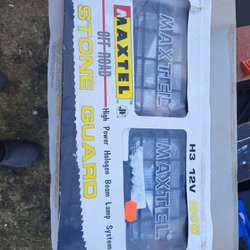 MAXTEL
OFF ROAD
STONE GUARD
High Power Halogen Beam Lamp System
MAXTEL
MAXTEL
H3 12V